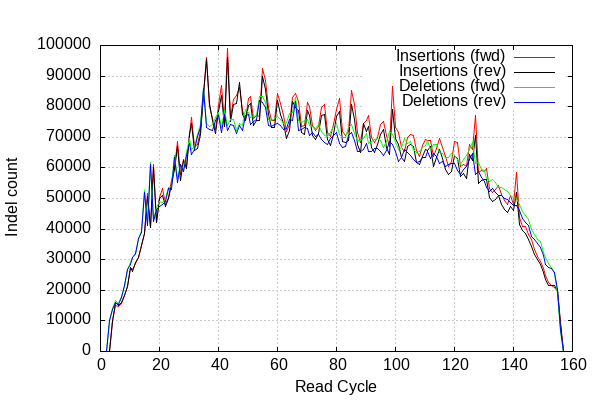 100000
90000
80000
70000
60000
50000
40000
30000
20000
10000
0
Indel count
Insertions (fwd)
Insertions (rev)
Deletions (fwd)
Deletions (rev)
0 20 40 60 80 100 120 140 160
Read Cycle